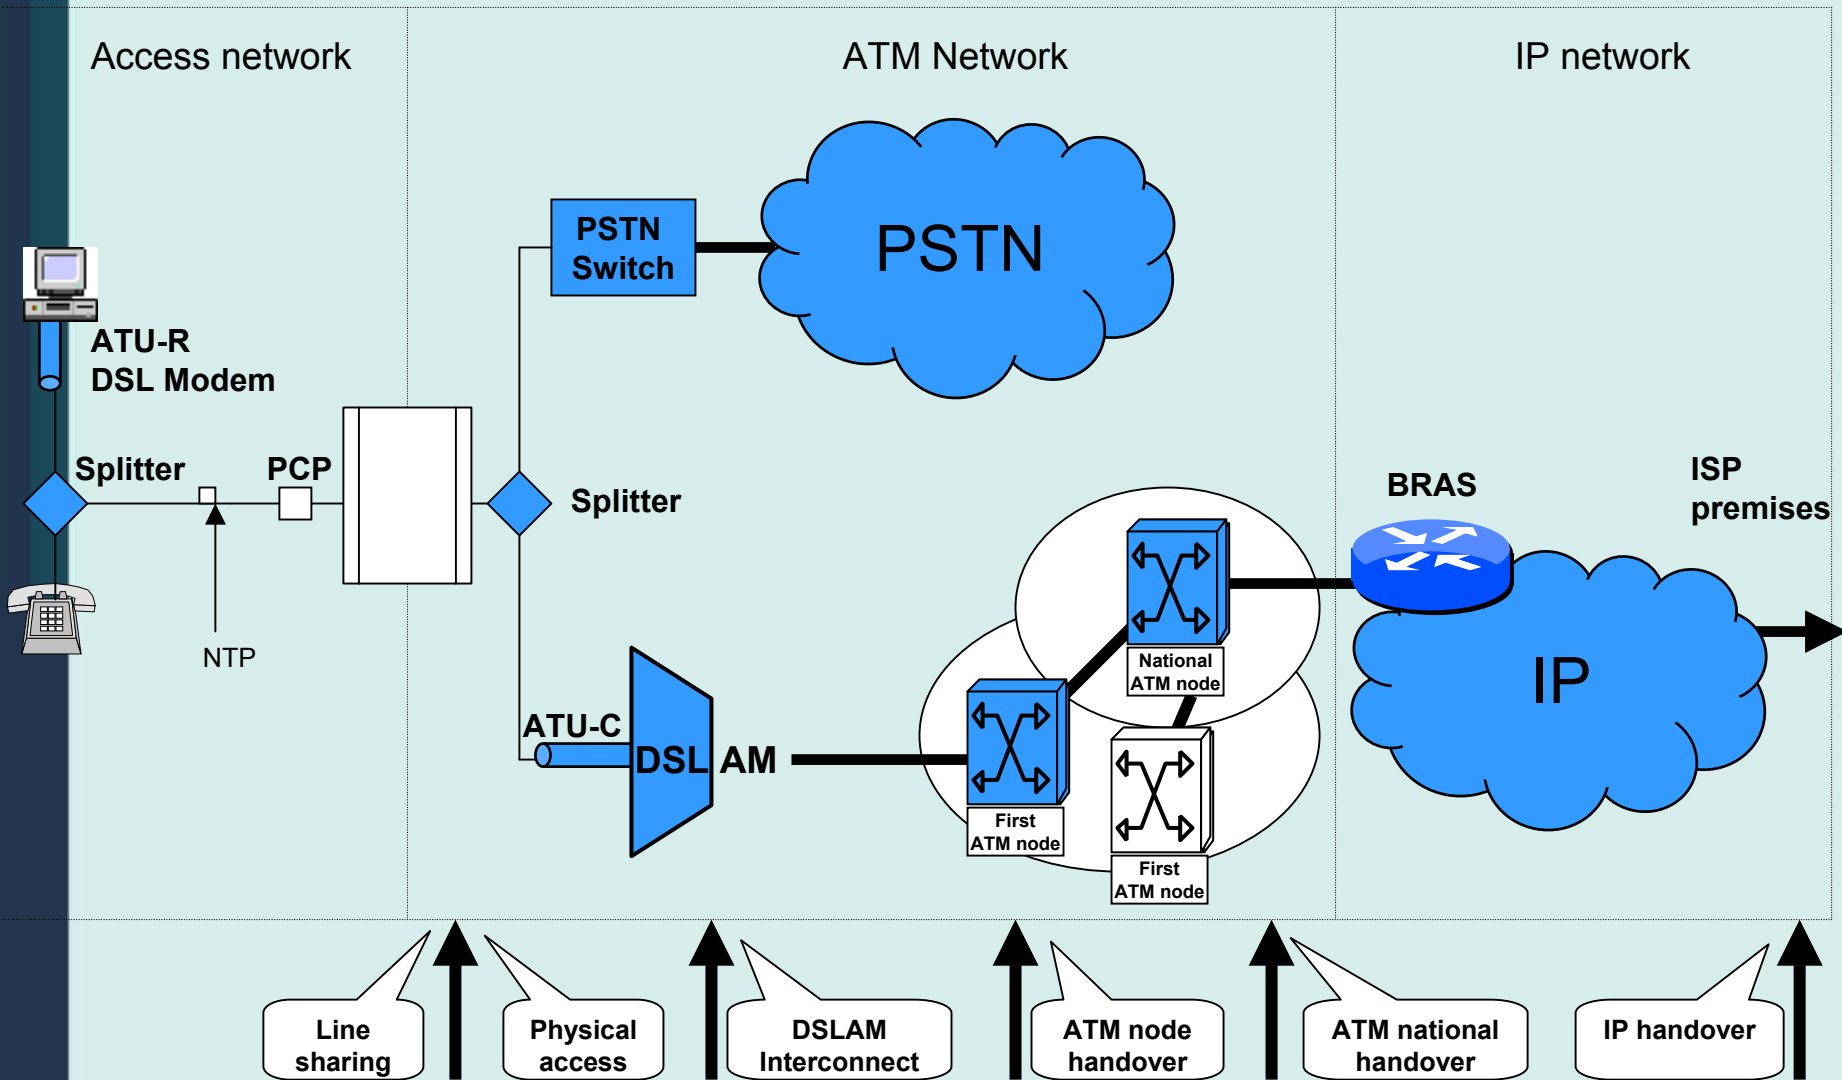 Access network
ATM Network
IP network
PSTN
Switch
PSTN
ATU-R
DSL Modem
Splitter
PCP
Splitter
NTP
BRAS
ISP
premises
National
ATM node
IP
ATU-C
DSL AM
First
ATM node
First
ATM node
Line
sharing
Physical
access
DSLAM
Interconnect
ATM node
handover
ATM national
handover
IP handover